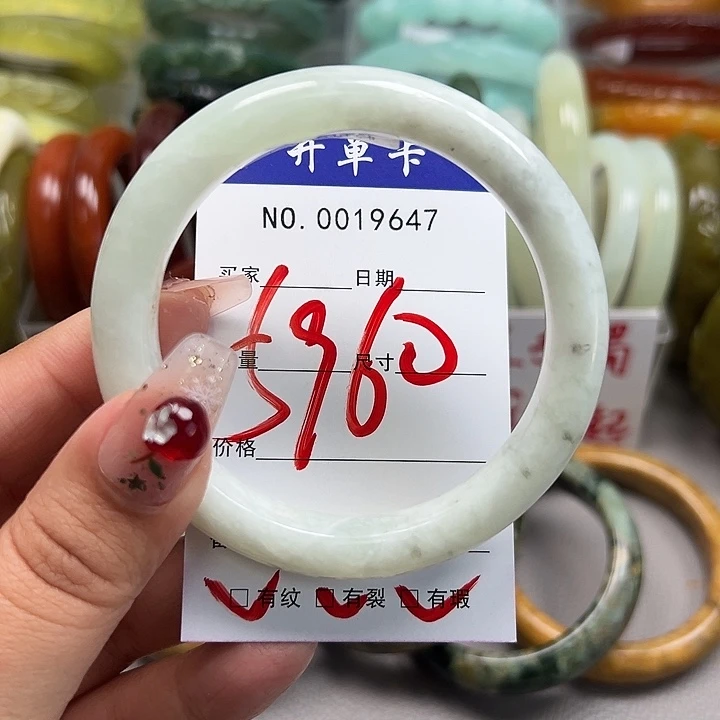 开单卡
NO. 0019647
买家 日期
5960
量 尺寸
价格
☑ 有纹 ☑ 有裂 ☑ 有瑕